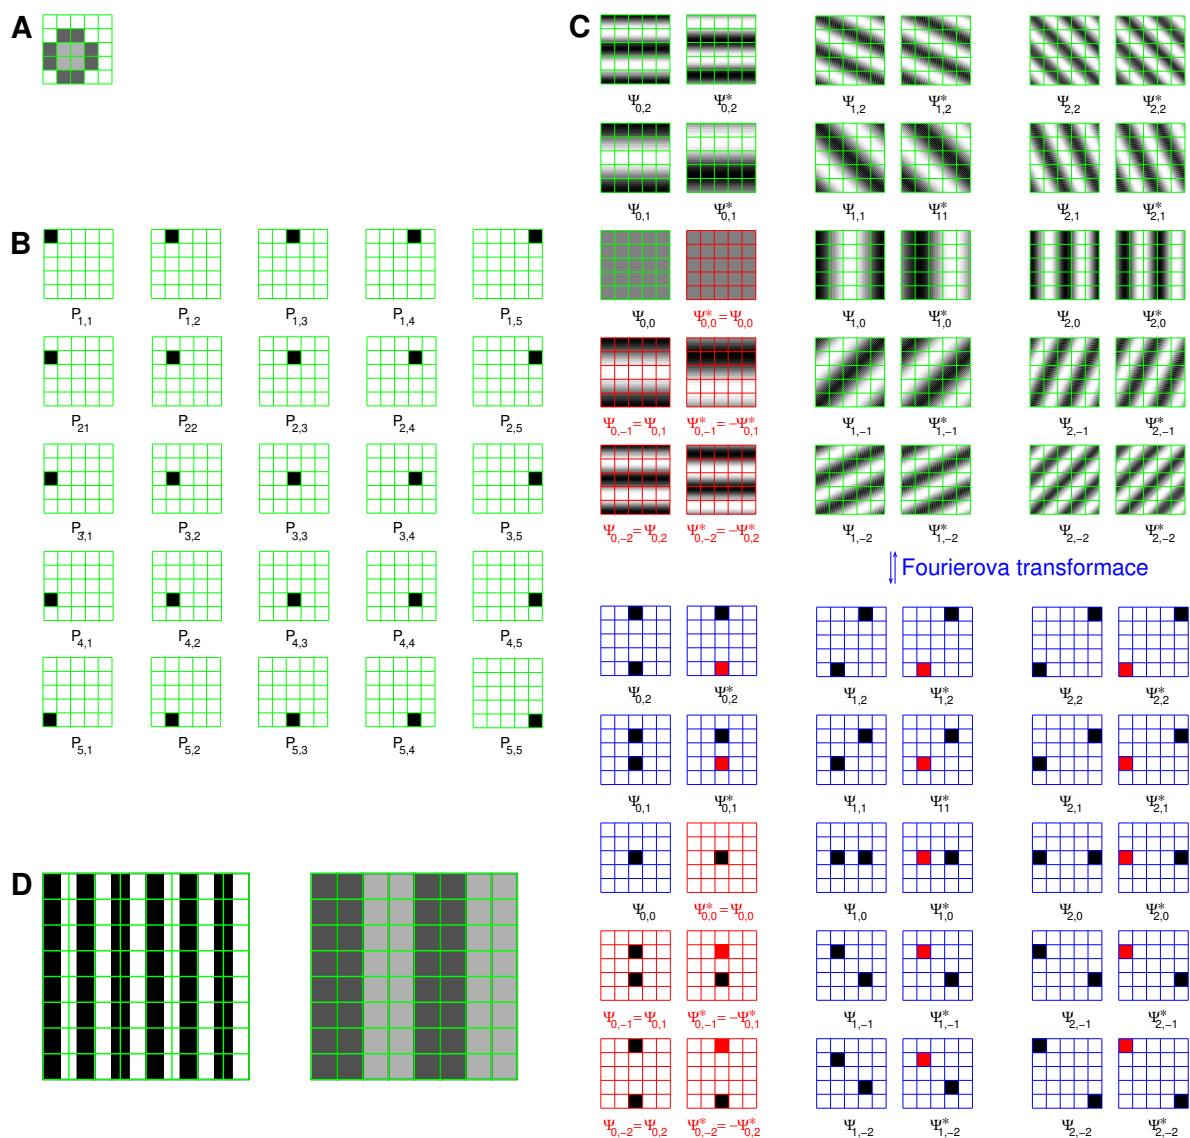 A
C
Ψ0,2 Ψ*0,2 Ψ1,2 Ψ*1,2 Ψ2,2 Ψ*2,2
Ψ0,1 Ψ*0,1 Ψ1,1 Ψ*11 Ψ2,1 Ψ*2,1
B
P1,1 P1,2 P1,3 P1,4 P1,5
Ψ0,0 Ψ*0,0=Ψ0,0 Ψ1,0 Ψ*1,0 Ψ2,0 Ψ*2,0
P21 P22 P2,3 P2,4 P2,5
Ψ0,−1=Ψ0,1 Ψ*0,−1=−Ψ*0,1 Ψ1,−1 Ψ*1,−1 Ψ2,−1 Ψ*2,−1
P3,1 P3,2 P3,3 P3,4 P3,5
Ψ0,−2=Ψ0,2 Ψ*0,−2=−Ψ*0,2 Ψ1,−2 Ψ*1,−2 Ψ2,−2 Ψ*2,−2
Fourierova transformace
P4,1 P4,2 P4,3 P4,4 P4,5
Ψ0,2 Ψ*0,2 Ψ1,2 Ψ*1,2 Ψ2,2 Ψ*2,2
P5,1 P5,2 P5,3 P5,4 P5,5
Ψ0,1 Ψ*0,1 Ψ1,1 Ψ*11 Ψ2,1 Ψ*2,1
D
Ψ0,0 Ψ*0,0=Ψ0,0 Ψ1,0 Ψ*1,0 Ψ2,0 Ψ*2,0
Ψ0,−1=Ψ0,1 Ψ*0,−1=−Ψ*0,1 Ψ1,−1 Ψ*1,−1 Ψ2,−1 Ψ*2,−1
Ψ0,−2=Ψ0,2 Ψ*0,−2=−Ψ*0,2 Ψ1,−2 Ψ*1,−2 Ψ2,−2 Ψ*2,−2